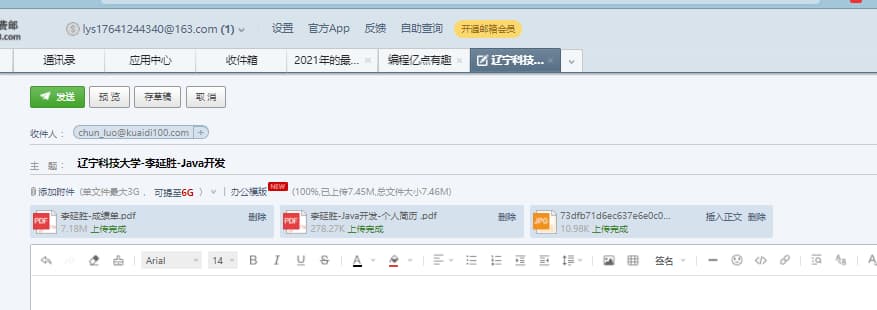 费邮
3.com
lys17641244340@163.com (1) 设置 官方App 反馈 自助查询 开通邮箱会员
通讯录 应用中心 收件箱 2021年的最... 编程亿点有趣 辽宁科技...
发送 预 览 存草稿 取 消
收件人： chun_luo@kuaidi100.com +
主 题： 辽宁科技大学-李延胜-Java开发
添加附件 (单文件最大3G， 可提至6G 〉 | 办公模版 NEW (100%,已上传7.45M,总文件大小7.46M)
PDF 李延胜-成绩单.pdf 删除 PDF 李延胜-Java开发-个人简历 .pdf 删除 JPG 73dfb71d6ec637e6e0c0... 插入正文 删除
7.18M 上传完成 278.27K 上传完成 10.98K 上传完成
Arial 14 B I U S A 签名